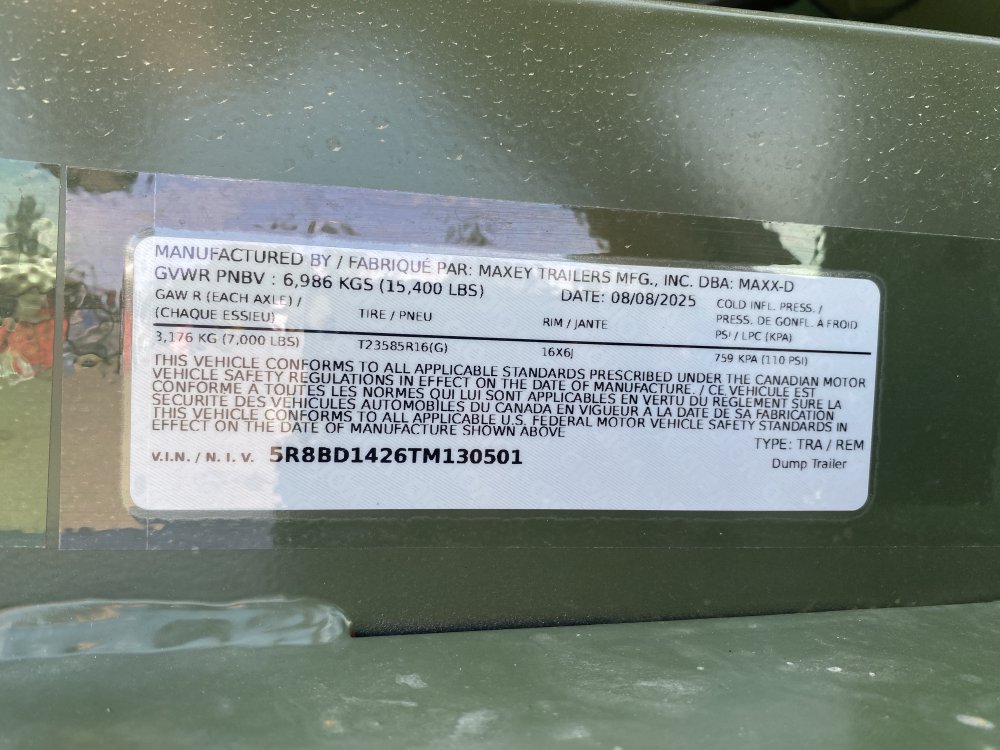 MANUFACTURED BY / FABRIQUÉ PAR: MAXEY TRAILERS MFG., INC. DBA: MAXX-D
GVWR PNBV : 6,986 KGS (15,400 LBS) DATE: 08/08/2025
GAW R (EACH AXLE) / (CHAQUE ESSIEU) TIRE / PNEU RIM / JANTE COLD INFL. PRESS. / PRESS. DE GONFL. A FROID PSI / LPC (KPA)
3,176 KG (7,000 LBS) T23585R16(G) 16X6J 759 KPA (110 PSI)
THIS VEHICLE CONFORMS TO ALL APPLICABLE STANDARDS PRESCRIBED UNDER THE CANADIAN MOTOR
VEHICLE SAFETY REGULATIONS IN EFFECT ON THE DATE OF MANUFACTURE. / CE VEHICULE EST
CONFORME A TOUTES LES NORMES QUI LUI SONT APPLICABLES EN VERTU DU REGLEMENT SURE LA
SECURITE DES VEHICULES AUTOMOBILES DU CANADA EN VIGUEUR A LA DATE DE SA FABRICATION
THIS VEHICLE CONFORMS TO ALL APPLICABLE U.S. FEDERAL MOTOR VEHICLE SAFETY STANDARDS IN
EFFECT ON THE DATE OF MANUFACTURE SHOWN ABOVE
TYPE: TRA / REM
V.I.N. / N. I. V. 5R8BD1426TM130501 Dump Trailer